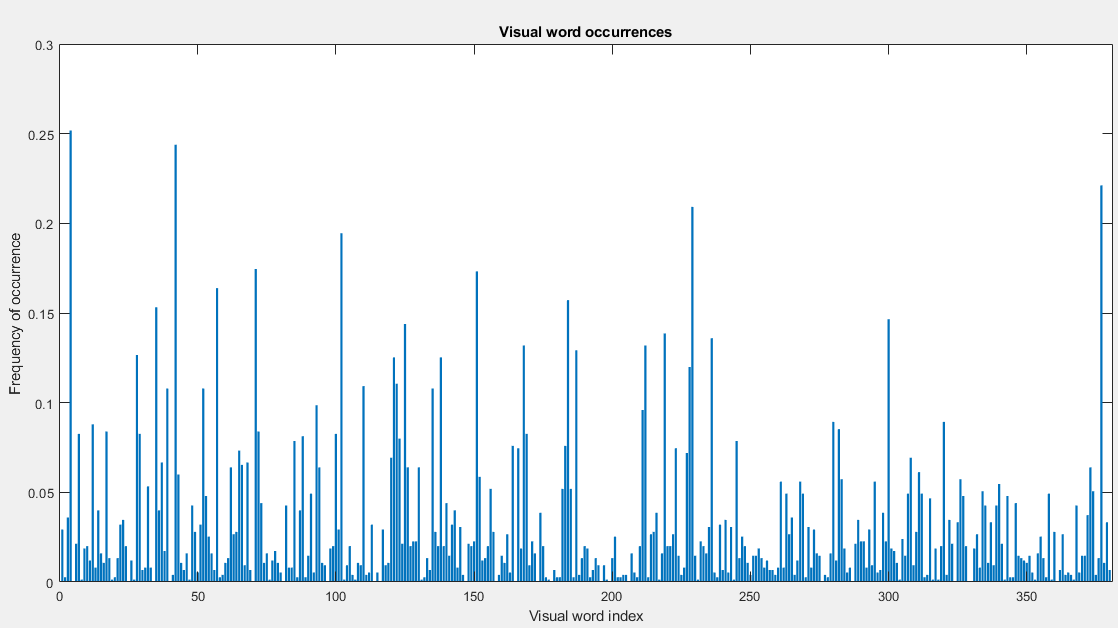 Visual word occurrences
0.3
0.25
0.2
0.15
0.1
0.05
0
Frequency of occurrence
0 50 100 150 200 250 300 350
Visual word index